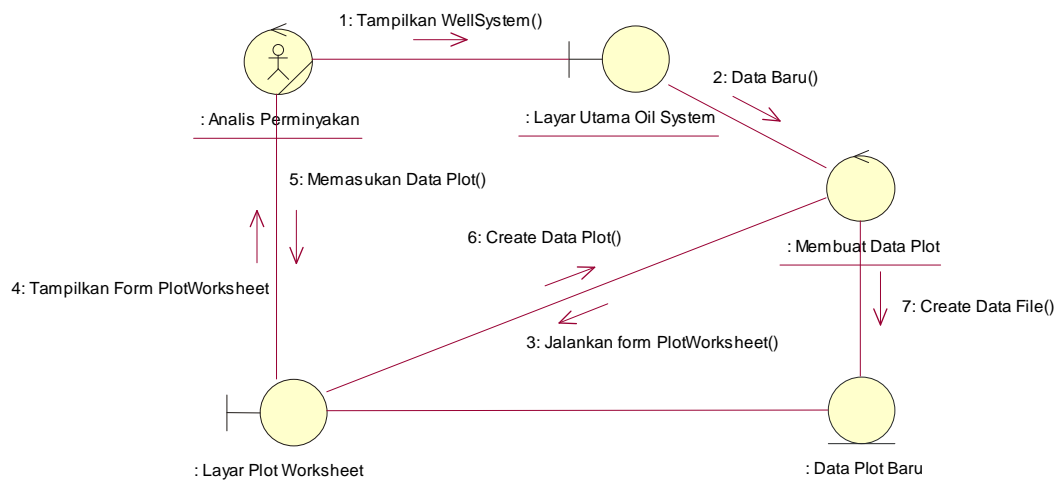 1: Tampilkan WellSystem()
2: Data Baru()
: Analis Perminyakan
: Layar Utama Oil System
5: Memasukan Data Plot()
6: Create Data Plot()
: Membuat Data Plot
4: Tampilkan Form PlotWorksheet
7: Create Data File()
3: Jalankan form PlotWorksheet()
: Layar Plot Worksheet
: Data Plot Baru